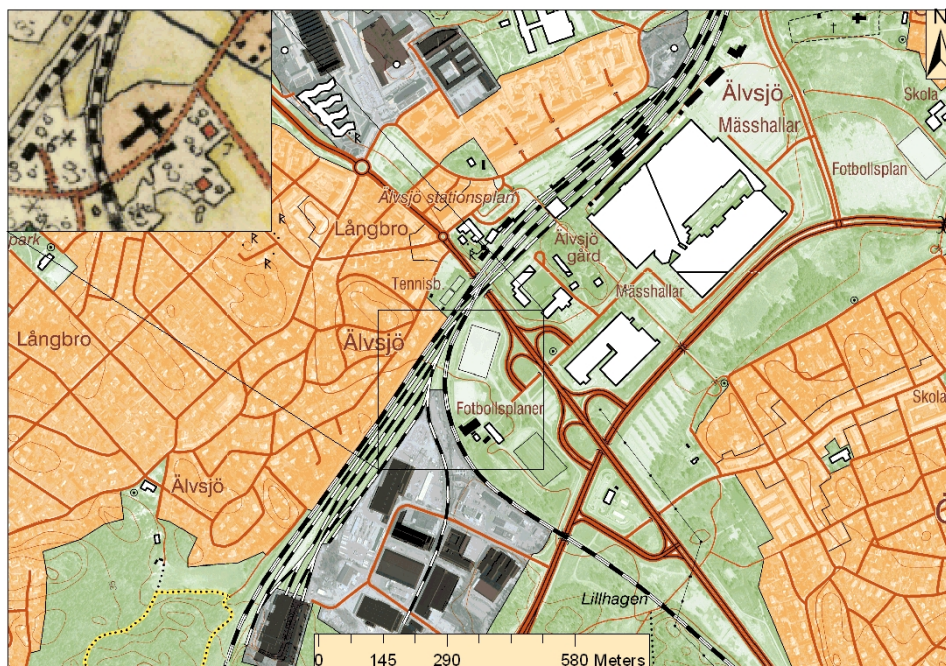 N
Älvsjö
Mässhallar
Skola
Fotbollsplan
Älvsjö stationsplan
Långbro
park
Älvsjö
gård
Tennisb.
Mässhallar
Långbro
Älvsjö
Fotbollsplaner
Skola
Älvsjö
Lillhagen
0 145 290 580 Meters